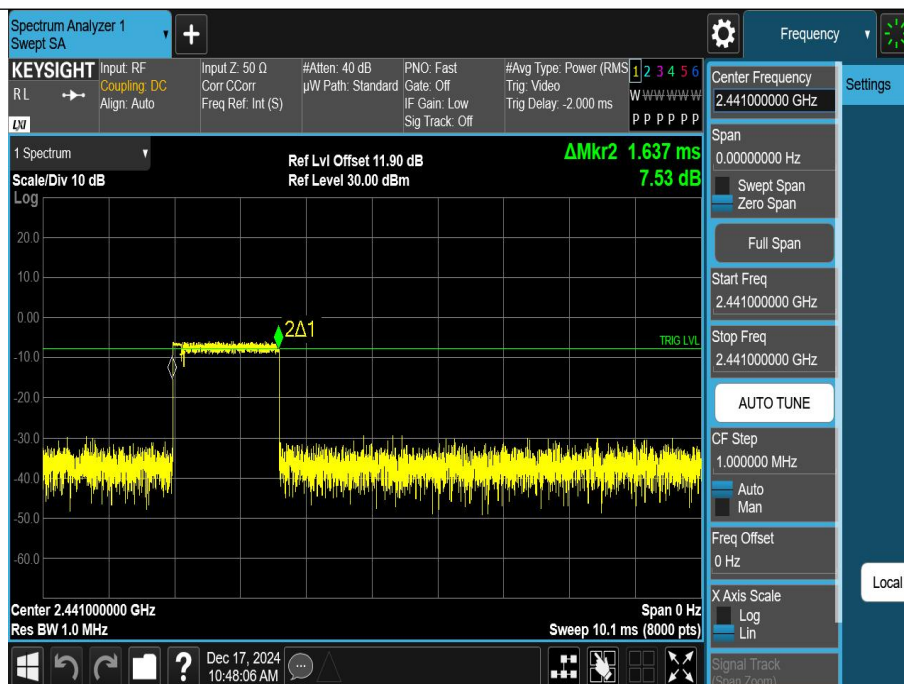 Spectrum Analyzer 1
Swept SA
+
Frequency
KEYSIGHT
RL
LXI
Input: RF
Coupling: DC
Align: Auto
Input Z: 50 Ω
Corr CCorr
Freq Ref: Int (S)
#Atten: 40 dB
µW Path: Standard
PNO: Fast
Gate: Off
IF Gain: Low
Sig Track: Off
#Avg Type: Power (RMS
Trig: Video
Trig Delay: -2.000 ms
1 2 3 4 5 6
W W W W W W
P P P P P P
1 Spectrum
Scale/Div 10 dB
Log
Ref Lvl Offset 11.90 dB
Ref Level 30.00 dBm
ΔMkr2 1.637 ms
7.53 dB
20.0
10.0
0.00
-10.0
-20.0
-30.0
-40.0
-50.0
-60.0
2Δ1
TRIG LVL
Center 2.441000000 GHz
Res BW 1.0 MHz
Span 0 Hz
Sweep 10.1 ms (8000 pts)
?
Dec 17, 2024
10:48:06 AM
Center Frequency
2.441000000 GHz
Span
0.00000000 Hz
Swept Span
Zero Span
Full Span
Start Freq
2.441000000 GHz
Stop Freq
2.441000000 GHz
AUTO TUNE
CF Step
1.000000 MHz
Auto
Man
Freq Offset
0 Hz
X Axis Scale
Log
Lin
Signal Track
(Span Zoom)
Settings
Local